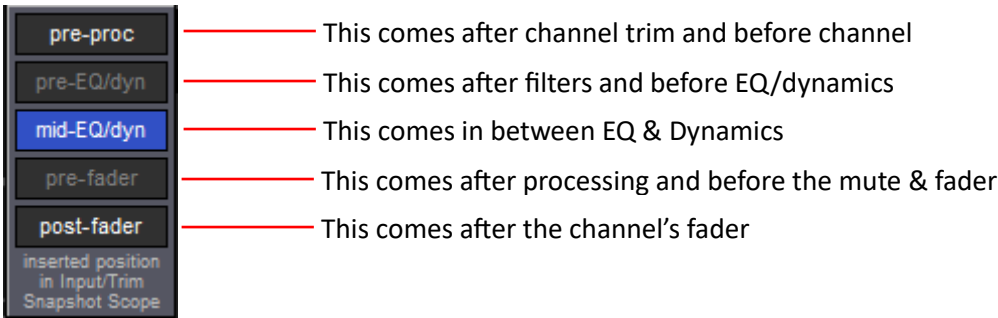 pre-proc This comes after channel trim and before channel
pre-EQ/dyn This comes after filters and before EQ/dynamics
mid-EQ/dyn This comes in between EQ & Dynamics
pre-fader This comes after processing and before the mute & fader
post-fader This comes after the channel's fader
inserted position
in Input/Trim
Snapshot Scope